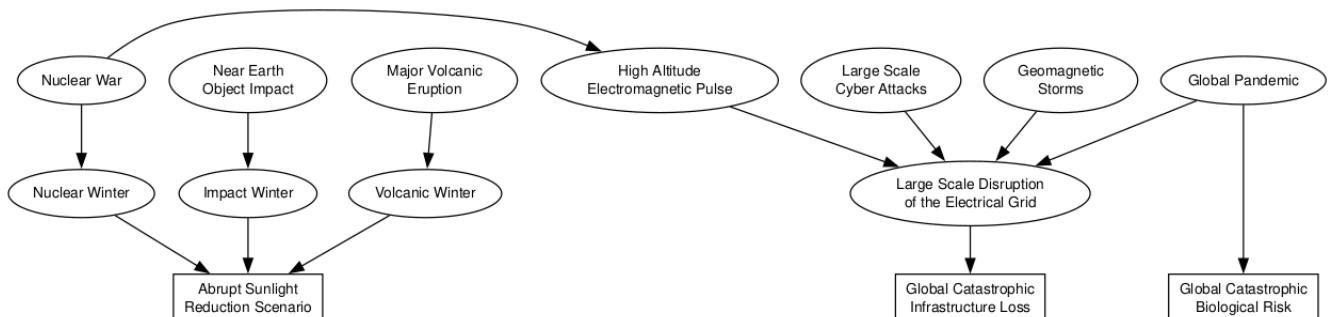 Nuclear War
Near Earth
Object Impact
Major Volcanic
Eruption
High Altitude
Electromagnetic Pulse
Large Scale
Cyber Attacks
Geomagnetic
Storms
Global Pandemic
Nuclear Winter
Impact Winter
Volcanic Winter
Large Scale Disruption
of the Electrical Grid
Abrupt Sunlight
Reduction Scenario
Global Catastrophic
Infrastructure Loss
Global Catastrophic
Biological Risk